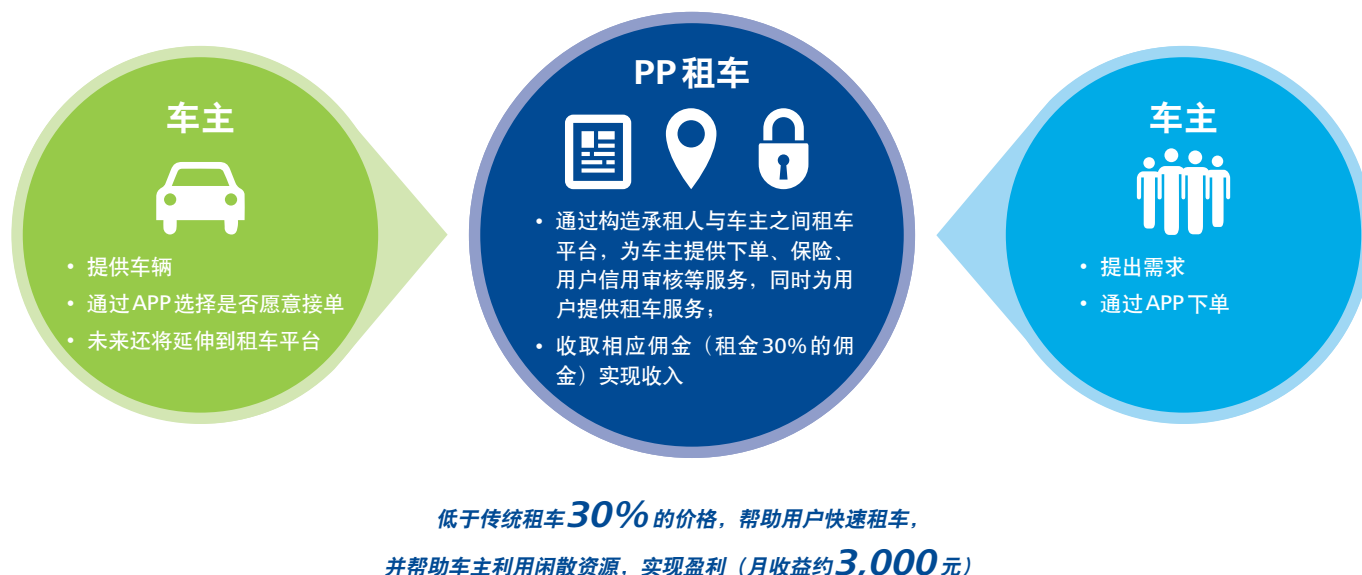 车主
• 提供车辆
• 通过APP选择是否愿意接单
• 未来还将延伸到租车平台
PP租车
• 通过构造承租人与车主之间租车
平台，为车主提供下单、保险、
用户信用审核等服务，同时为用
户提供租车服务；
• 收取相应佣金（租金30%的佣
金）实现收入
车主
• 提出需求
• 通过APP下单
低于传统租车30%的价格，帮助用户快速租车，
并帮助车主利用闲散资源，实现盈利（月收益约3,000元）